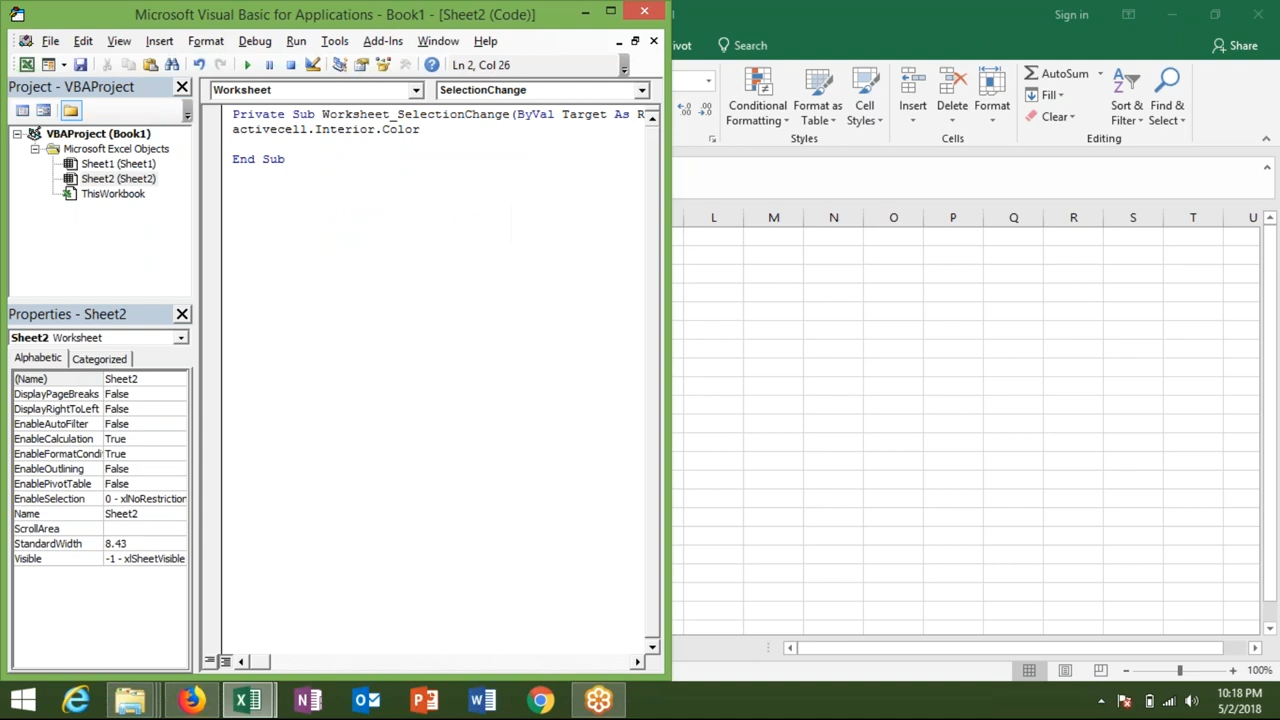 Microsoft Visual Basic for Applications - Book1 - [Sheet2 (Code)]
Sign in
File Edit View Insert Format Debug Run Tools Add-Ins Window Help
Search
Share
Ln 2, Col 26
Project - VBAProject
Worksheet
SelectionChange
VBAProject (Book1)
Microsoft Excel Objects
Sheet1 (Sheet1)
Sheet2 (Sheet2)
ThisWorkbook
Private Sub Worksheet_SelectionChange(ByVal Target As R
activecell.Interior.Color
End Sub
Conditional Formatting
Format as Table
Cell Styles
Insert
Delete
Format
AutoSum
Fill
Clear
Sort & Filter
Find & Select
Styles
Cells
Editing
L M N O P Q R S T U
Properties - Sheet2
Sheet2 Worksheet
Alphabetic Categorized
(Name) Sheet2
DisplayPageBreaks False
DisplayRightToLeft False
EnableAutoFilter False
EnableCalculation True
EnableFormatCondi True
EnableOutlining False
EnablePivotTable False
EnableSelection 0 - xlNoRestriction
Name Sheet2
ScrollArea
StandardWidth 8.43
Visible -1 - xlSheetVisible
100%
10:18 PM
5/2/2018